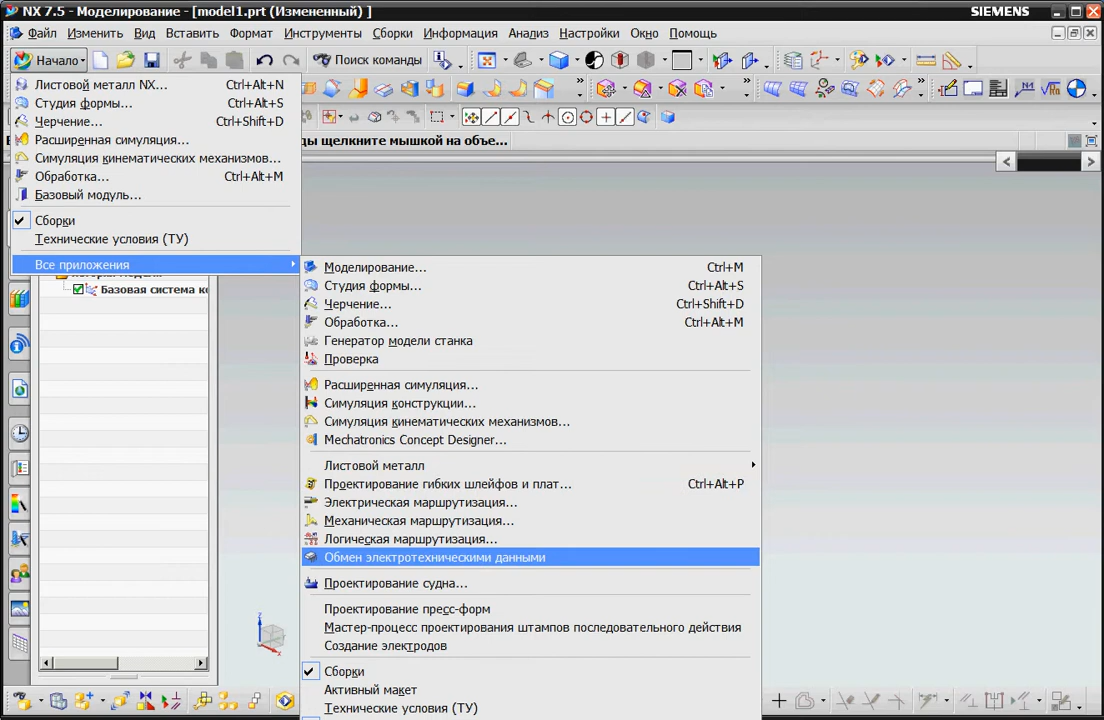 NX 7.5 - Моделирование - [model1.prt (Измененный) ]
SIEMENS
Файл Изменить Вид Вставить Формат Инструменты Сборки Информация Анализ Настройки Окно Помощь
Начало
Поиск команды
Листовой металл NX... Ctrl+Alt+N
Студия формы... Ctrl+Alt+S
Черчение... Ctrl+Shift+D
Расширенная симуляция...
ды щелкните мышкой на объе...
Симуляция кинематических механизмов...
Обработка... Ctrl+Alt+M
Базовый модуль...
Сборки
Технические условия (ТУ)
Все приложения
Базовая система ко
Моделирование... Ctrl+M
Студия формы... Ctrl+Alt+S
Черчение... Ctrl+Shift+D
Обработка... Ctrl+Alt+M
Генератор модели станка
Проверка
Расширенная симуляция...
Симуляция конструкции...
Симуляция кинематических механизмов...
Mechatronics Concept Designer...
Листовой металл
Проектирование гибких шлейфов и плат... Ctrl+Alt+P
Электрическая маршрутизация...
Механическая маршрутизация...
Логическая маршрутизация...
Обмен электротехническими данными
Проектирование судна...
Проектирование пресс-форм
Мастер-процесс проектирования штампов последовательного действия
Создание электродов
Сборки
Активный макет
Технические условия (ТУ)